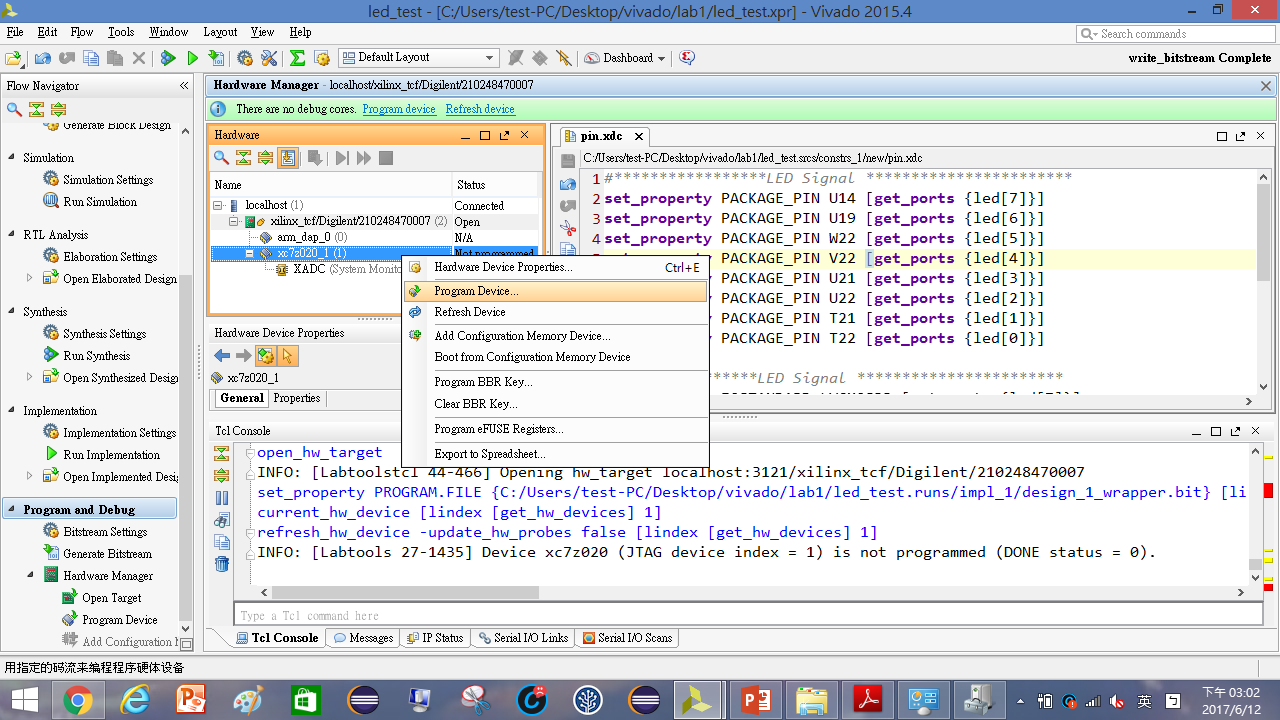 led_test - [C:/Users/test-PC/Desktop/vivado/lab1/led_test.xpr] - Vivado 2015.4
File Edit Flow Tools Window Layout View Help
Search commands
Default Layout
Dashboard
write_bitstream Complete
Flow Navigator
Generate Block Design
Simulation
Simulation Settings
Run Simulation
RTL Analysis
Elaboration Settings
Open Elaborated Design
Synthesis
Synthesis Settings
Run Synthesis
Open Synthesized Desig
Implementation
Implementation Settings
Run Implementation
Open Implemented Desig
Program and Debug
Bitstream Settings
Generate Bitstream
Hardware Manager
Open Target
Program Device
Add Configuration M
Hardware Manager - localhost/xilinx_tcf/Digilent/210248470007
There are no debug cores. Program device Refresh device
Hardware
Name Status
localhost (1) Connected
xilinx_tcf/Digilent/210248470007 (2) Open
arm_dap_0 (0) N/A
xc7z020_1 (1) Not programmed
XADC (System Monito
Hardware Device Properties
xc7z020_1
General Properties
Hardware Device Properties... Ctrl+E
Program Device...
Refresh Device
Add Configuration Memory Device...
Boot from Configuration Memory Device
Program BBR Key...
Clear BBR Key...
Program eFUSE Registers...
Export to Spreadsheet...
pin.xdc
C:/Users/test-PC/Desktop/vivado/lab1/led_test.srcs/constrs_1/new/pin.xdc
1 #*****************LED Signal ***********************
2 set_property PACKAGE_PIN U14 [get_ports {led[7]}]
3 set_property PACKAGE_PIN U19 [get_ports {led[6]}]
4 set_property PACKAGE_PIN W22 [get_ports {led[5]}]
PACKAGE_PIN V22 [get_ports {led[4]}]
PACKAGE_PIN U21 [get_ports {led[3]}]
PACKAGE_PIN U22 [get_ports {led[2]}]
PACKAGE_PIN T21 [get_ports {led[1]}]
PACKAGE_PIN T22 [get_ports {led[0]}]
*****LED Signal ***********************
Tcl Console
open_hw_target
INFO: [Labtoolstcl 44-466] Opening hw_target localhost:3121/xilinx_tcf/Digilent/210248470007
set_property PROGRAM.FILE {C:/Users/test-PC/Desktop/vivado/lab1/led_test.runs/impl_1/design_1_wrapper.bit} [li
current_hw_device [lindex [get_hw_devices] 1]
refresh_hw_device -update_hw_probes false [lindex [get_hw_devices] 1]
INFO: [Labtools 27-1435] Device xc7z020 (JTAG device index = 1) is not programmed (DONE status = 0).
Type a Tcl command here
Tcl Console Messages IP Status Serial I/O Links Serial I/O Scans
用指定的码流来编程程序硬体设备
英
下午 03:02
2017/6/12